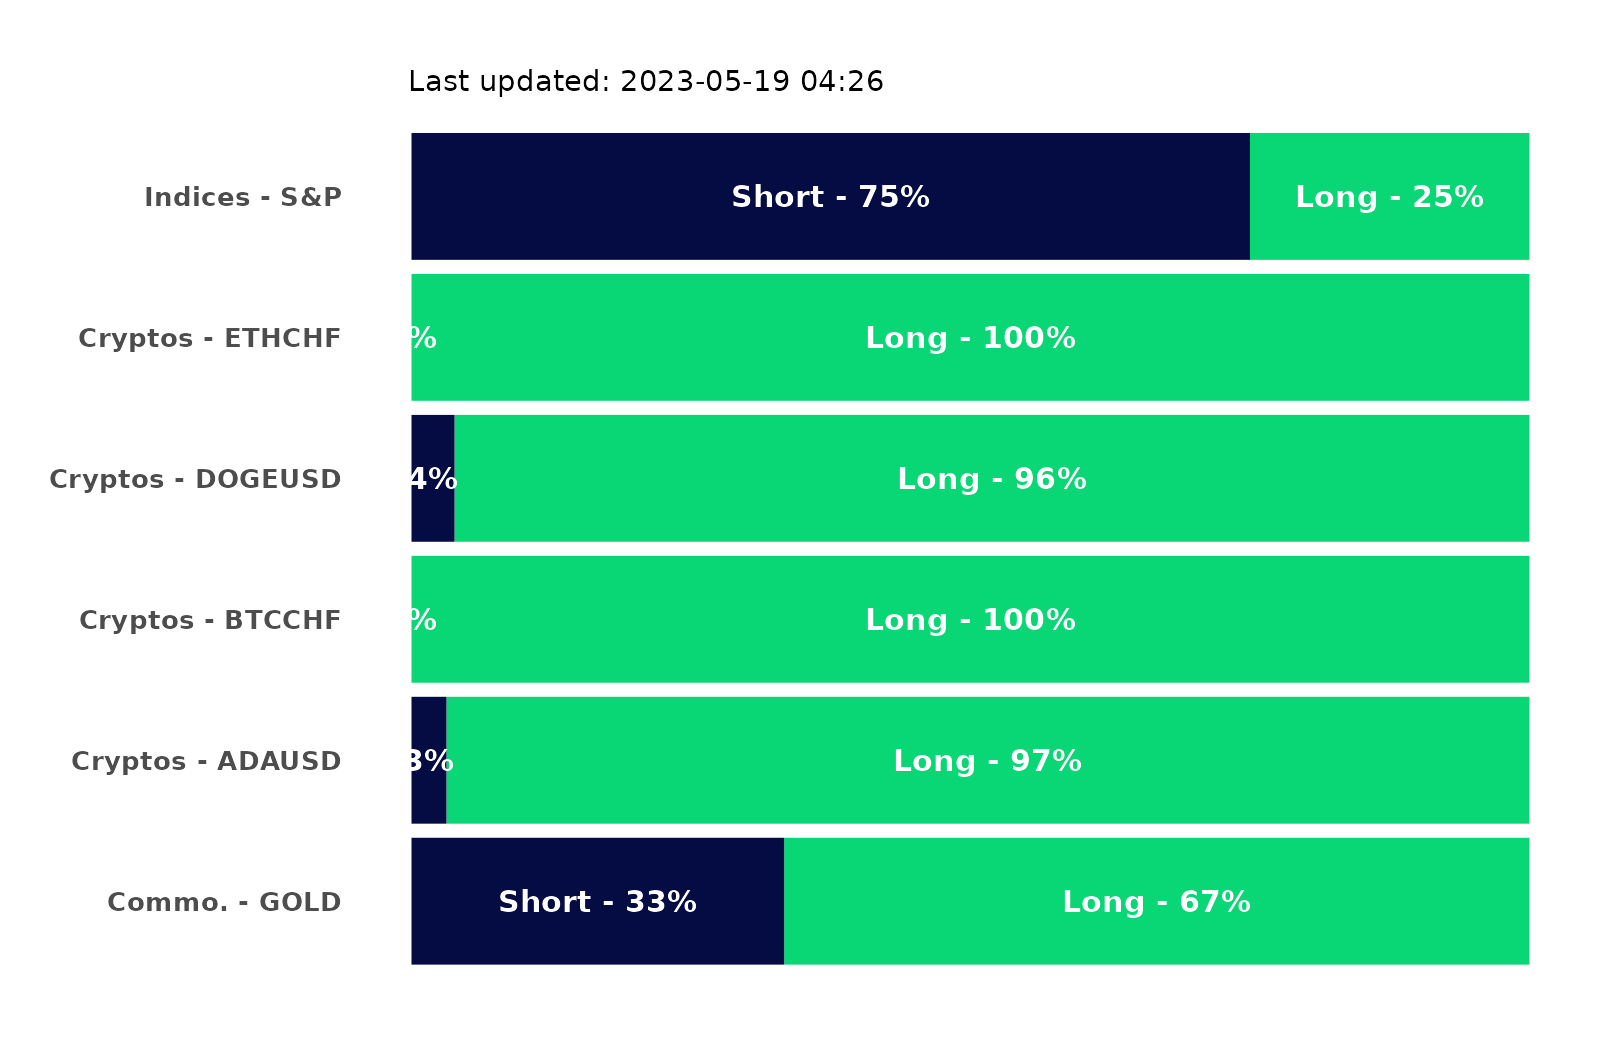 Last updated: 2023-05-19 04:26
Indices - S&P Short - 75% Long - 25%
Cryptos - ETHCHF % Long - 100%
Cryptos - DOGEUSD 4% Long - 96%
Cryptos - BTCCHF % Long - 100%
Cryptos - ADAUSD 3% Long - 97%
Commo. - GOLD Short - 33% Long - 67%